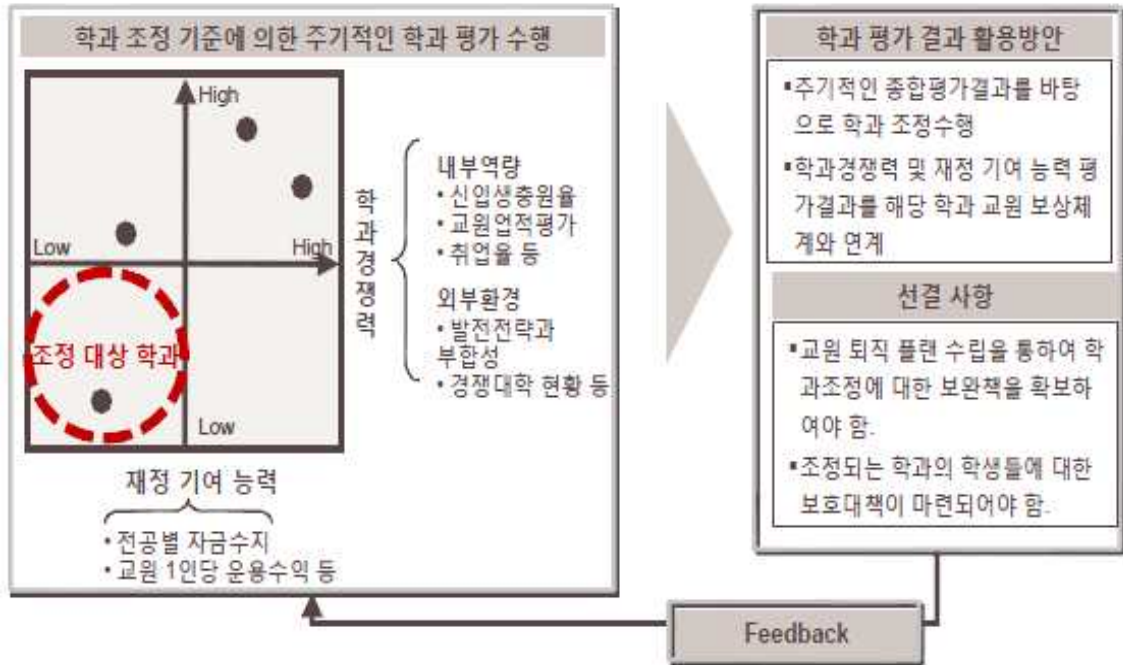 학과 조정 기준에 의한 주기적인 학과 평가 수행
High
Low
High
Low
조정 대상 학과
학과경쟁력
내부역량
• 신입생충원율
• 교원업적평가
• 취업율 등
외부환경
• 발전전략과
부합성
• 경쟁대학 현황 등
재정 기여 능력
• 전공별 자금수지
• 교원 1인당 운용수익 등
학과 평가 결과 활용방안
▪주기적인 종합평가결과를 바탕
으로 학과 조정수행
▪학과경쟁력 및 재정 기여 능력 평
가결과를 해당 학과 교원 보상체
계와 연계
선결 사항
▪교원 퇴직 플랜 수립을 통하여 학
과조정에 대한 보완책을 확보하
여야 함.
▪조정되는 학과의 학생들에 대한
보호대책이 마련되어야 함.
Feedback